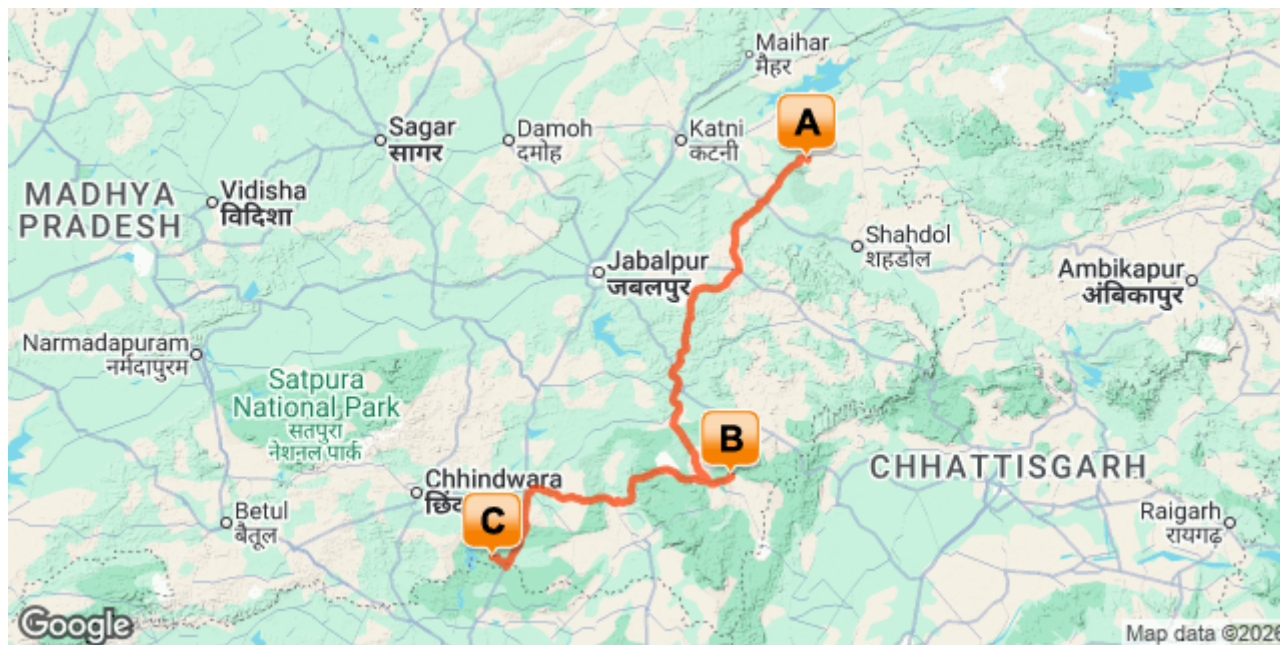 Maihar
मैहर
A
Sagar
सागर
Damoh
दमोह
Katni
कटनी
MADHYA
PRADESH
Vidisha
विदिशा
Shahdol
शहडोल
Jabalpur
जबलपुर
Ambikapur
अंबिकापुर
Narmadapuram
नर्मदापुरम
Satpura
National Park
सतपुरा
नेशनल पार्क
B
CHHATTISGARH
Chhindwara
C
Betul
बैतूल
Raigarh
रायगढ़
Google
Map data ©2026